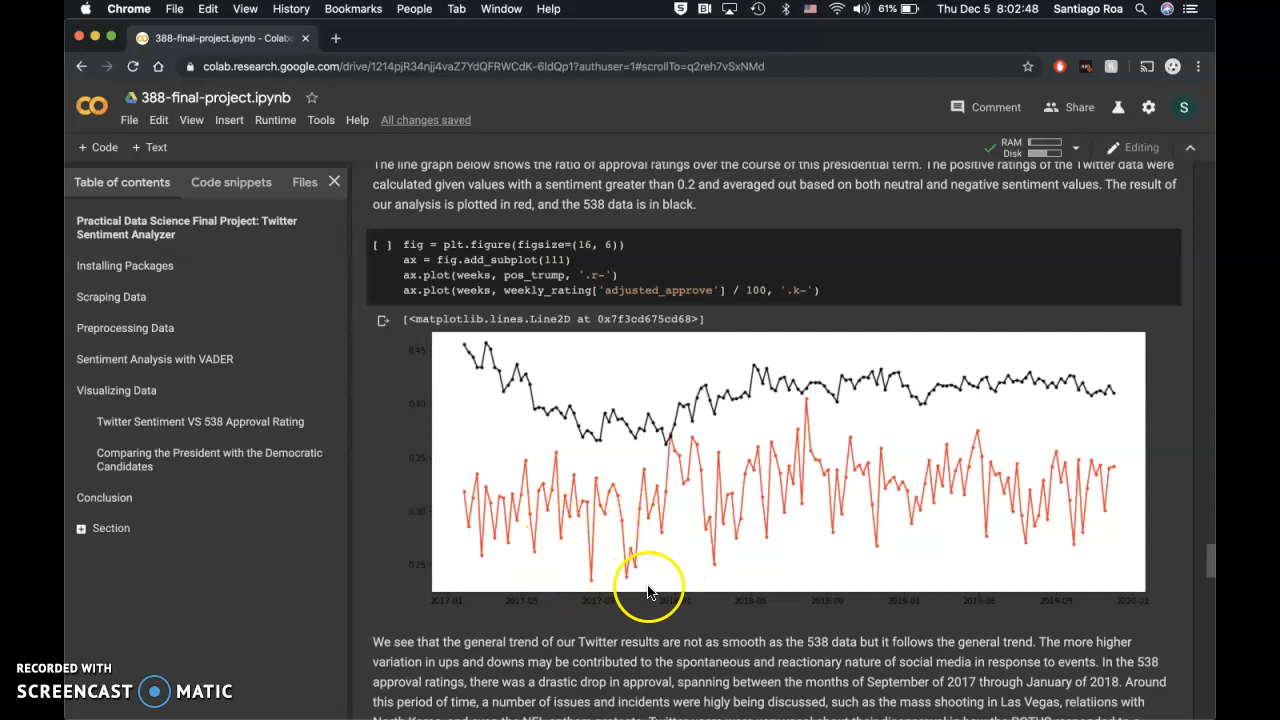 Chrome File Edit View History Bookmarks People Tab Window Help 61% Thu Dec 5 8:02:48 Santiago Roa
388-final-project.ipynb - Colabo
colab.research.google.com/drive/1214pjR34njj4vaZ7YdQFRWCdK-6ldQp1?authuser=1#scrollTo=q2reh7vSxNMd
388-final-project.ipynb
Comment Share S
File Edit View Insert Runtime Tools Help All changes saved
+ Code + Text
RAM
Disk
Editing
Table of contents Code snippets Files
Practical Data Science Final Project: Twitter
Sentiment Analyzer
Installing Packages
Scraping Data
Preprocessing Data
Sentiment Analysis with VADER
Visualizing Data
Twitter Sentiment VS 538 Approval Rating
Comparing the President with the Democratic
Candidates
Conclusion
Section
The line graph below shows the ratio of approval ratings over the course of this presidential term. The positive ratings of the Twitter data were
calculated given values with a sentiment greater than 0.2 and averaged out based on both neutral and negative sentiment values. The result of
our analysis is plotted in red, and the 538 data is in black.
[ ] fig = plt.figure(figsize=(16, 6))
ax = fig.add_subplot(111)
ax.plot(weeks, pos_trump, '.r-')
ax.plot(weeks, weekly_rating['adjusted_approve'] / 100, '.k-')
[<matplotlib.lines.Line2D at 0x7f3cd675cd68>]
0.45
0.40
0.35
0.30
0.25
2017-01 2017-05 2017-09 2018-05 2018-09 2019-01 2019-05 2019-09
We see that the general trend of our Twitter results are not as smooth as the 538 data but it follows the general trend. The more higher
variation in ups and downs may be contributed to the spontaneous and reactionary nature of social media in response to events. In the 538
approval ratings, there was a drastic drop in approval, spanning between the months of September of 2017 through January of 2018. Around
this period of time, a number of issues and incidents were higly being discussed, such as the mass shooting in Las Vegas, relatiions with
RECORDED WITH
SCREENCAST MATIC